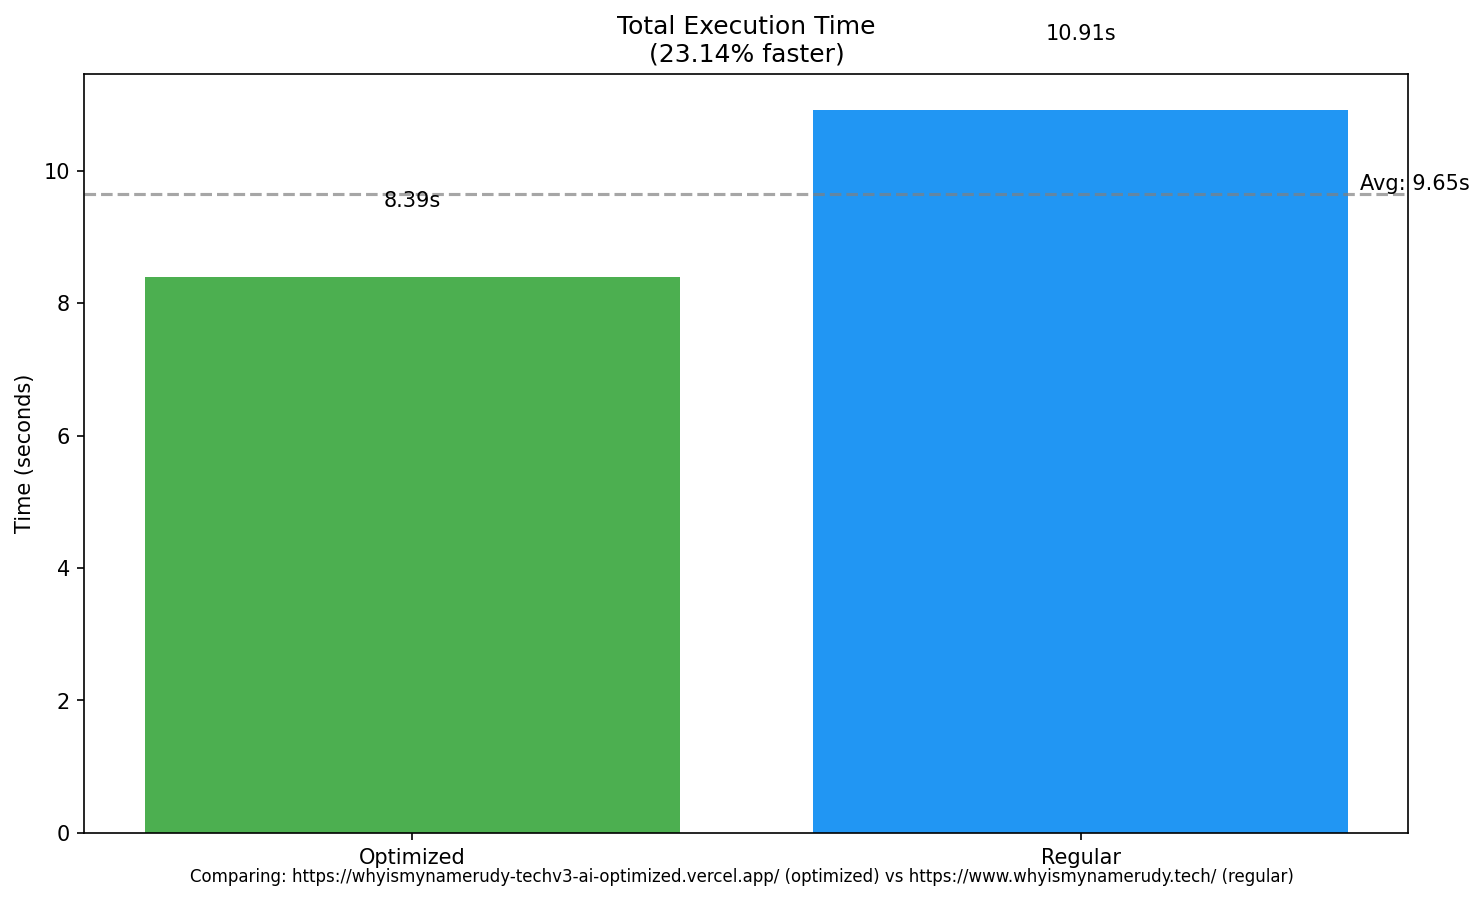 Total Execution Time
(23.14% faster)
10.91s
10
Avg: 9.65s
8.39s
8
6
Time (seconds)
4
2
0
Optimized
Regular
Comparing: https://whyismynamerudy-techv3-ai-optimized.vercel.app/ (optimized) vs https://www.whyismynamerudy.tech/ (regular)